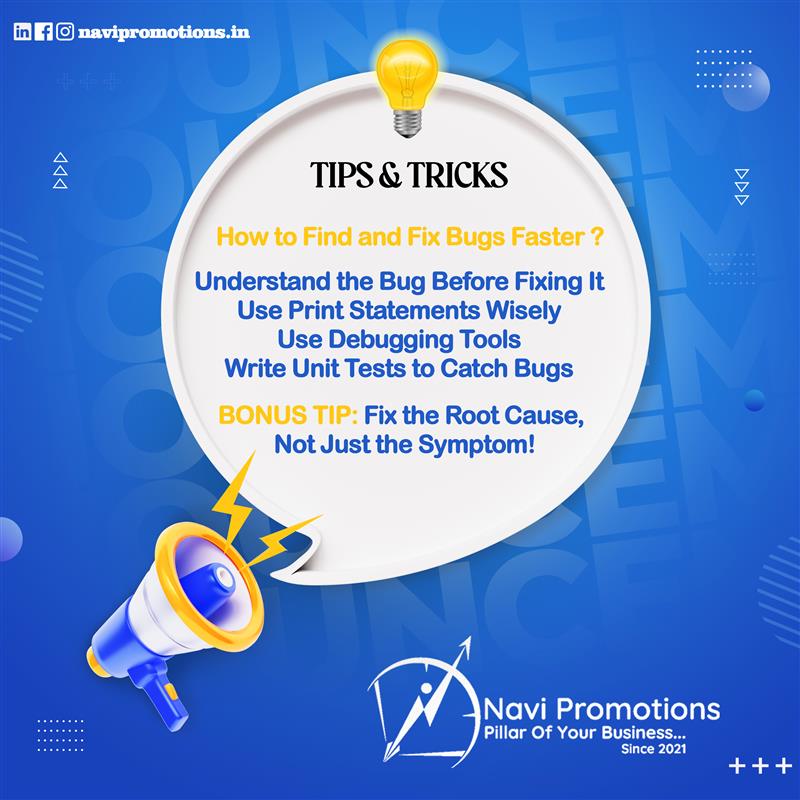 navipromotions.in
TIPS & TRICKS
How to Find and Fix Bugs Faster ?
Understand the Bug Before Fixing It
Use Print Statements Wisely
Use Debugging Tools
Write Unit Tests to Catch Bugs
BONUS TIP: Fix the Root Cause,
Not Just the Symptom!
Navi Promotions
Pillar Of Your Business...
Since 2021